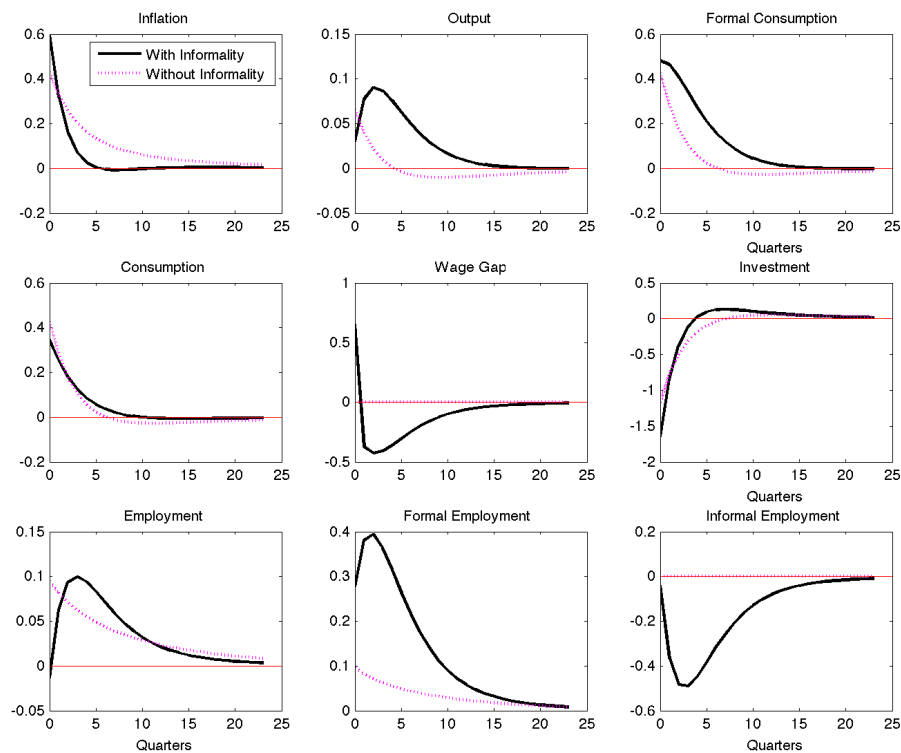 Inflation
0.6
0.4
0.2
0
-0.2
0 5 10 15 20 25
With Informality
Without Informality
Output
0.15
0.1
0.05
0
-0.05
0 5 10 15 20 25
Formal Consumption
0.6
0.4
0.2
0
-0.2
0 5 10 15 20 25
Quarters
Consumption
0.6
0.4
0.2
0
-0.2
0 5 10 15 20 25
Wage Gap
1
0.5
0
-0.5
0 5 10 15 20 25
Investment
0.5
0
-0.5
-1
-1.5
-2
0 5 10 15 20 25
Quarters
Employment
0.15
0.1
0.05
0
-0.05
0 5 10 15 20 25
Quarters
Formal Employment
0.4
0.3
0.2
0.1
0
0 5 10 15 20 25
Quarters
Informal Employment
0.2
0
-0.2
-0.4
-0.6
0 5 10 15 20 25
Quarters